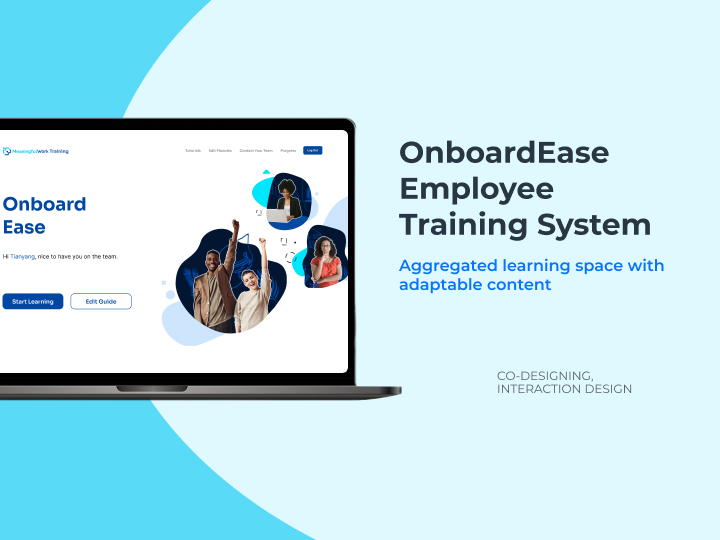 MeaningfulWork Training
Tutorials Edit Modules Contact Your Team Progress Log Out
Onboard
Ease
Hi Tianyang, nice to have you on the team.
Start Learning Edit Guide
OnboardEase
Employee
Training System
Aggregated learning space with
adaptable content
CO-DESIGNING,
INTERACTION DESIGN